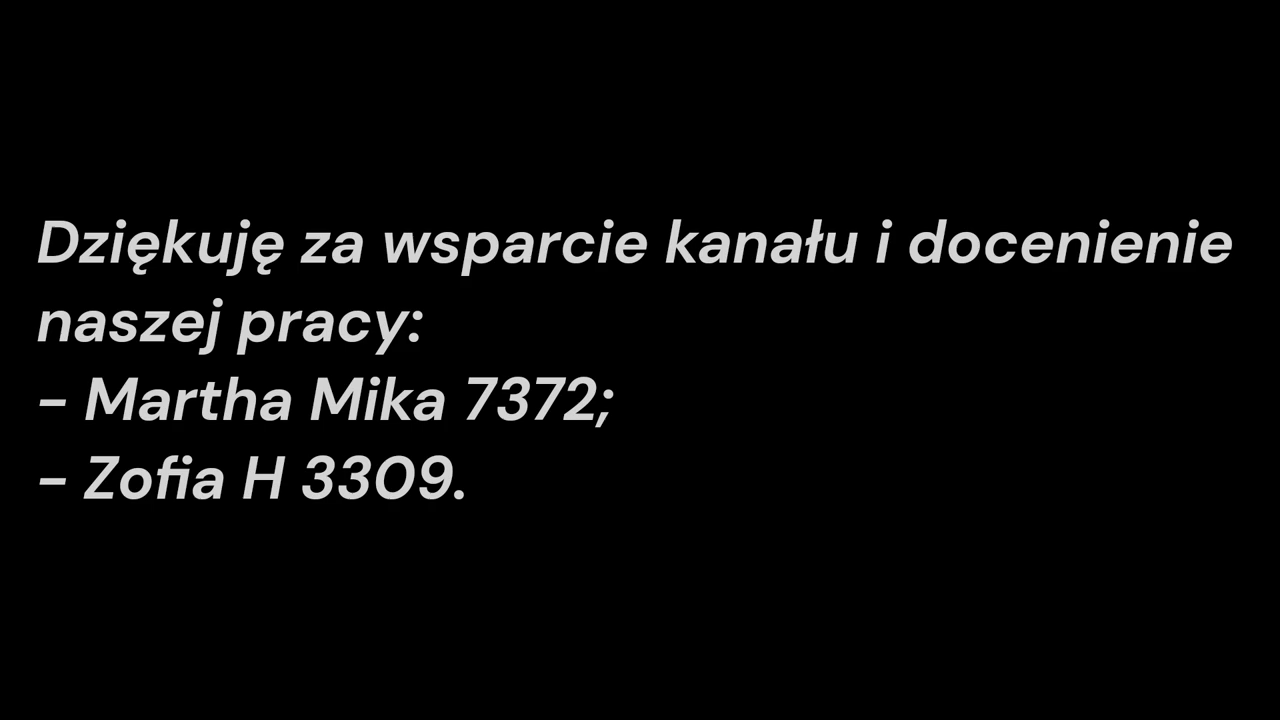 Dziękuję za wsparcie kanału i docenienie
naszej pracy:
- Martha Mika 7372;
- Zofia H 3309.